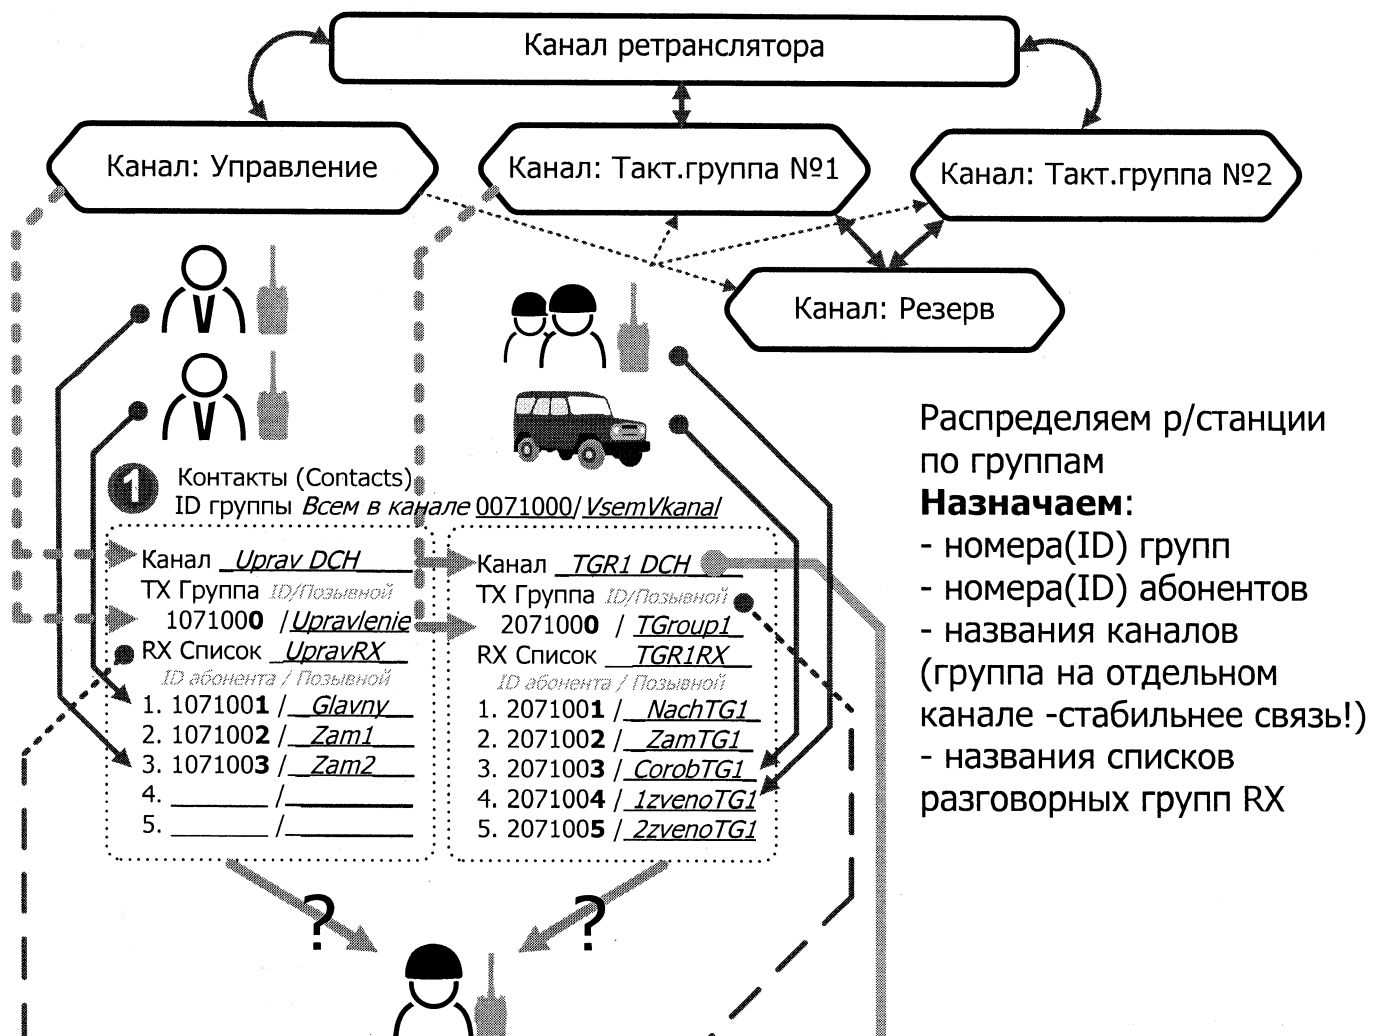 Канал ретранслятора
Канал: Управление
Канал: Такт.группа №1
Канал: Такт.группа №2
Канал: Резерв
1
Контакты (Contacts)
ID группы Всем в канале 0071000/ VsemVkanal
Канал Uprav DCH
TX Группа ID/Позывной
1071000 /Upravlenie
RX Список UpravRX
ID абонента / Позывной
1. 1071001 / Glavny
2. 1071002 / Zam1
3. 1071003 / Zam2
4. ________ /________
5. ________ /________
Канал TGR1 DCH
TX Группа ID/Позывной
2071000 / TGroup1
RX Список TGR1RX
ID абонента / Позывной
1. 2071001 / NachTG1
2. 2071002 / ZamTG1
3. 2071003 / CorobTG1
4. 2071004 / 1zvenoTG1
5. 2071005 / 2zvenoTG1
? ?
Распределяем р/станции
по группам
Назначаем:
- номера(ID) групп
- номера(ID) абонентов
- названия каналов
(группа на отдельном
канале -стабильнее связь!)
- названия списков
разговорных групп RX